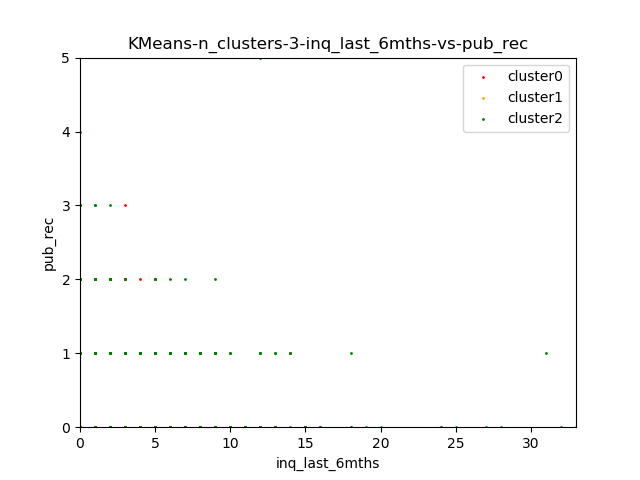 KMeans-n_clusters-3-inq_last_6mths-vs-pub_rec
cluster0
cluster1
cluster2
5
4
3
2
1
0
pub_rec
0 5 10 15 20 25 30
inq_last_6mths